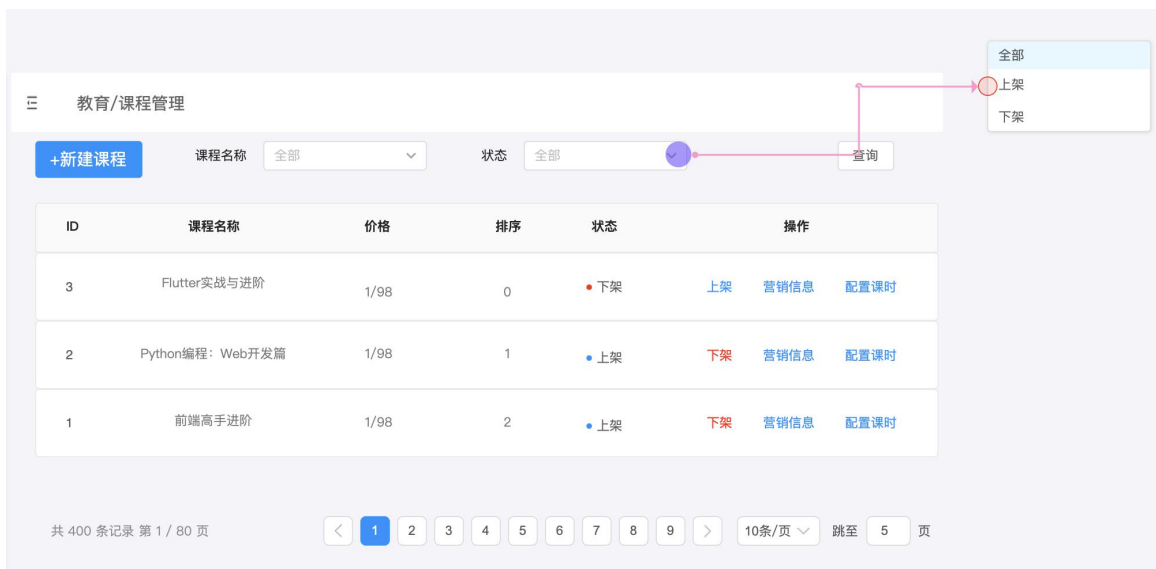 全部
上架
下架
教育/课程管理
+新建课程 课程名称 全部 状态 全部 查询
ID 课程名称 价格 排序 状态 操作
3 Flutter实战与进阶 1/98 0 下架 上架 营销信息 配置课时
2 Python编程：Web开发篇 1/98 1 上架 下架 营销信息 配置课时
1 前端高手进阶 1/98 2 上架 下架 营销信息 配置课时
共 400 条记录 第 1 / 80 页 1 2 3 4 5 6 7 8 9 10条/页 跳至 5 页